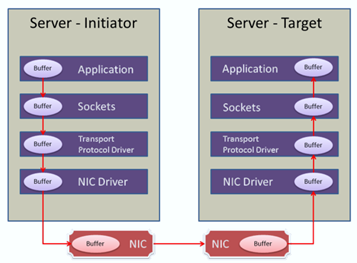 Server - Initiator
Buffer Application
Buffer Sockets
Buffer Transport
Protocol Driver
Buffer NIC Driver
Buffer NIC
Server - Target
Application Buffer
Sockets Buffer
Transport
Protocol Driver Buffer
NIC Driver Buffer
NIC Buffer